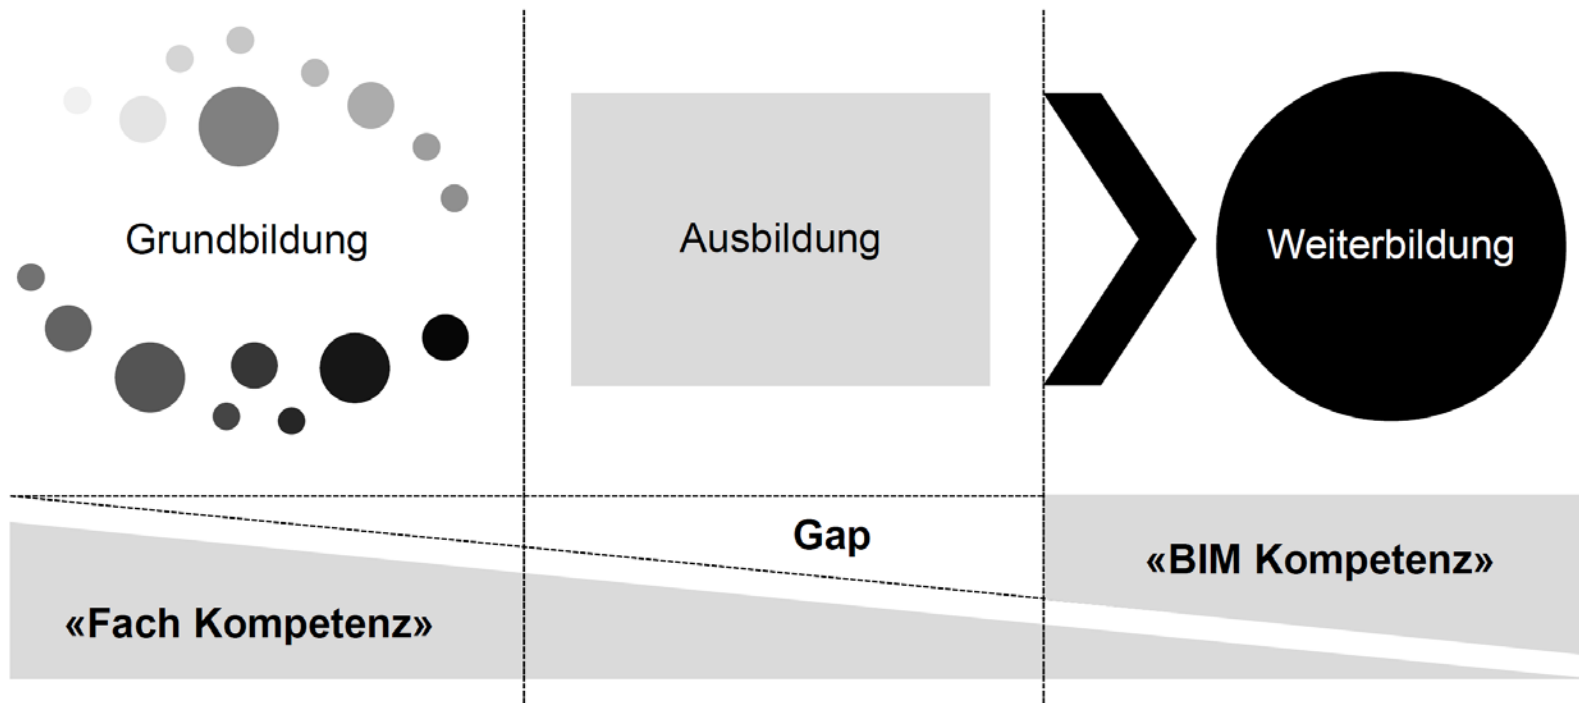 Grundbildung
Ausbildung
Weiterbildung
Gap
«BIM Kompetenz»
«Fach Kompetenz»